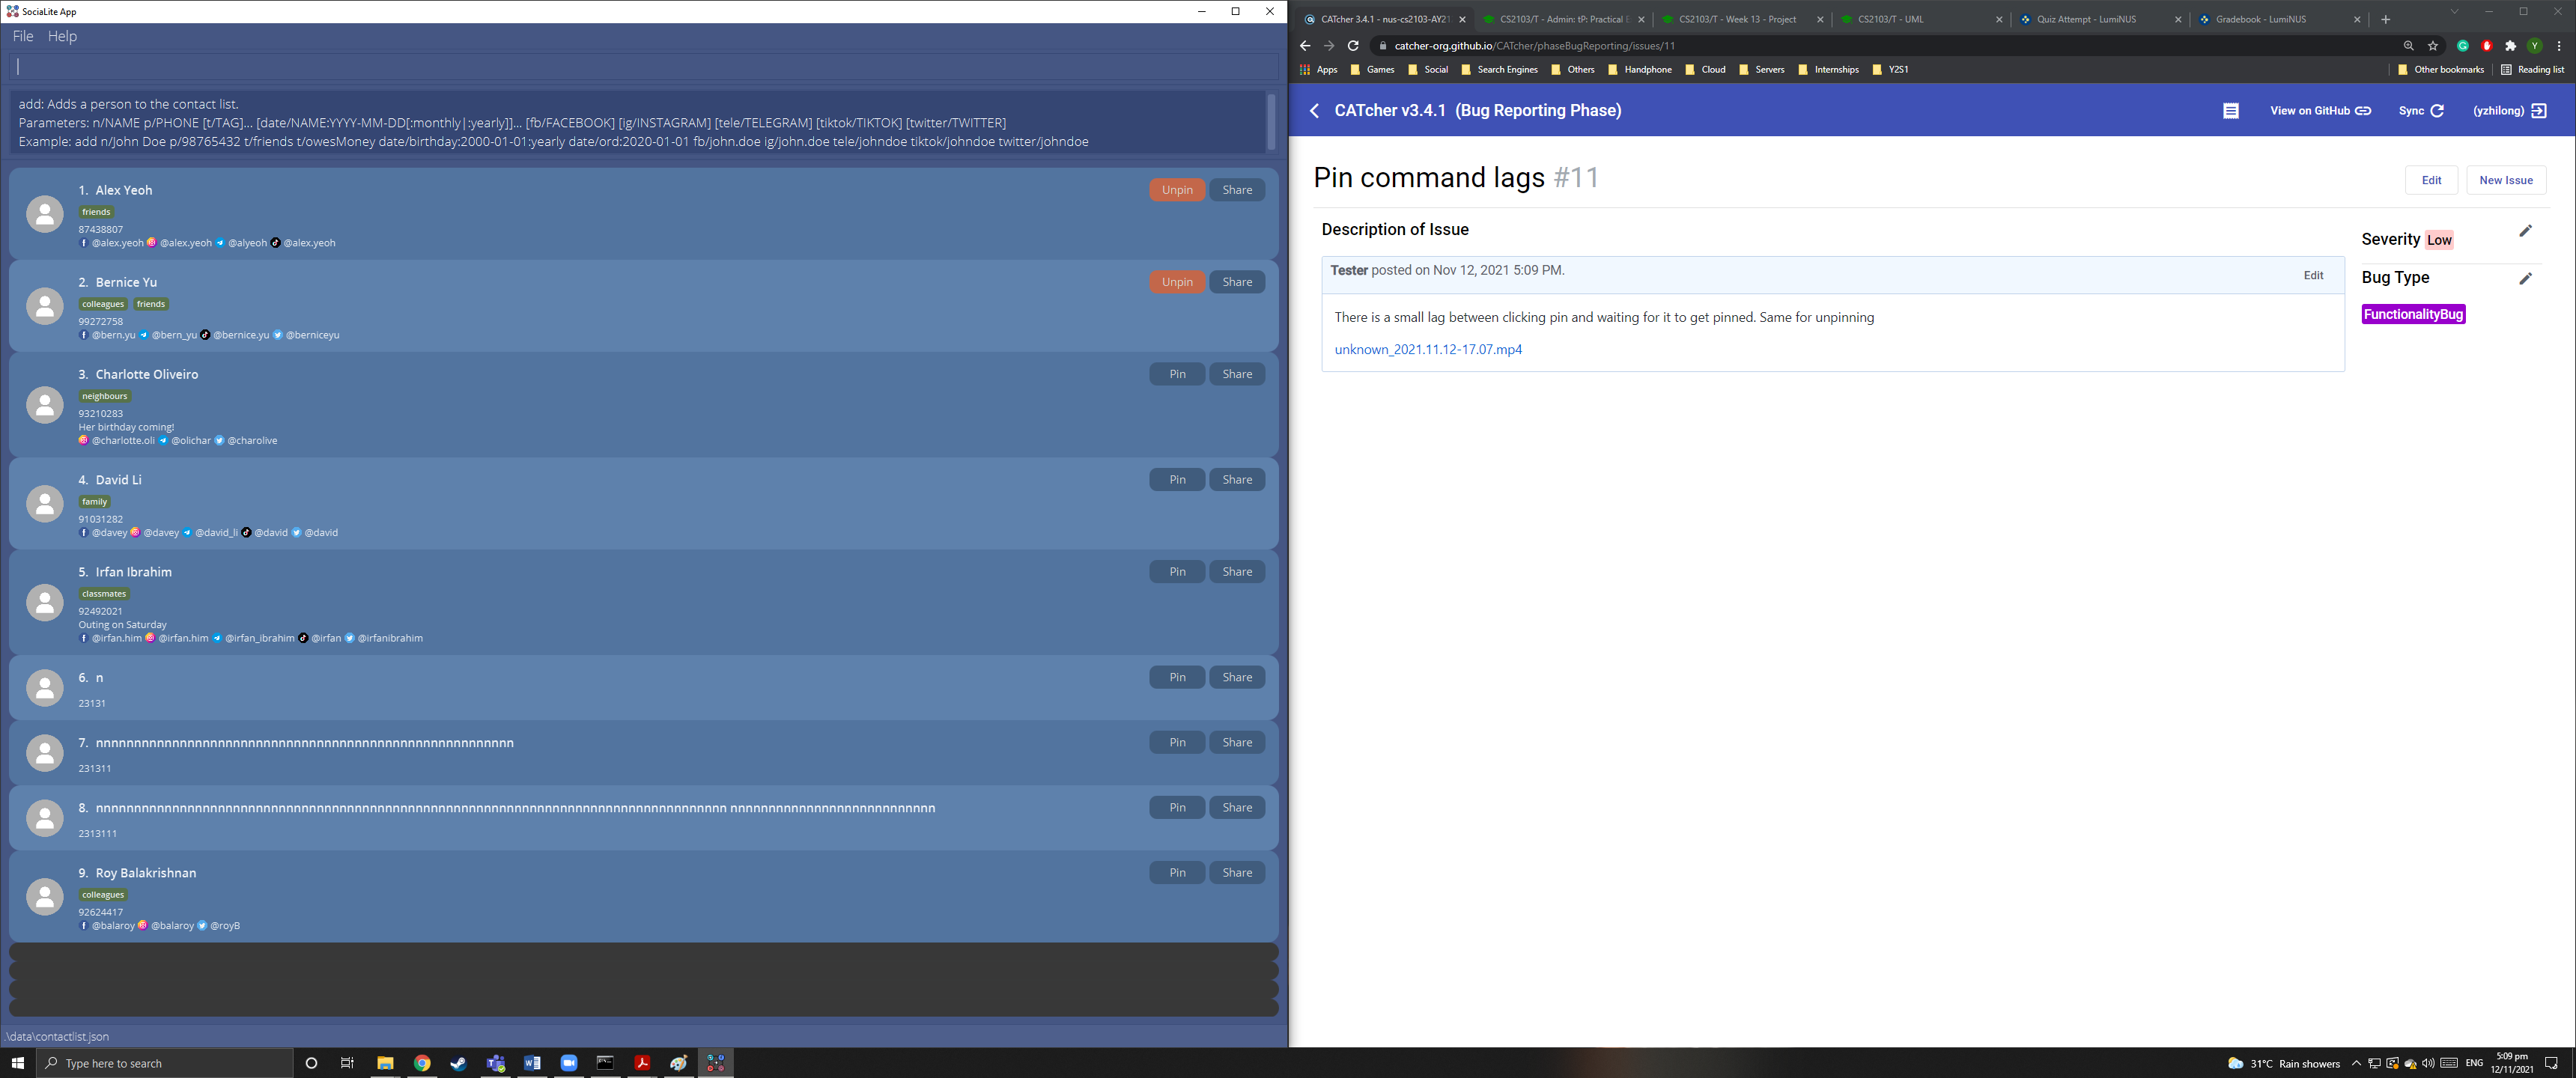 SociaLite App
File Help
add: Adds a person to the contact list.
Parameters: n/NAME p/PHONE [t/TAG]... [date/NAME:YYYY-MM-DD[:monthly|:yearly]]... [fb/FACEBOOK] [ig/INSTAGRAM] [tele/TELEGRAM] [tiktok/TIKTOK] [twitter/TWITTER]
Example: add n/John Doe p/98765432 t/friends t/owesMoney date/birthday:2000-01-01:yearly date/ord:2020-01-01 fb/john.doe ig/john.doe tele/johndoe tiktok/johndoe twitter/johndoe
1. Alex Yeoh Unpin Share
friends
87438807
@alex.yeoh @alex.yeoh @alyeoh @alex.yeoh
2. Bernice Yu Unpin Share
colleagues friends
99272758
@bern.yu @bern_yu @bernice.yu @berniceyu
3. Charlotte Oliveiro Pin Share
neighbours
93210283
Her birthday coming!
@charlotte.oli @olichar @charolive
4. David Li Pin Share
family
91031282
@davey @davey @david_li @david @david
5. Irfan Ibrahim Pin Share
classmates
92492021
Outing on Saturday
@irfan.him @irfan.him @irfan_ibrahim @irfan @irfanibrahim
6. n Pin Share
23131
7. Pin Share
231311
8. Pin Share
2313111
9. Roy Balakrishnan Pin Share
colleagues
92624417
@balaroy @balaroy @royB
.\data\contactlist.json
CATcher 3.4.1 - nus-cs2103-AY21 CS2103/T - Admin: tP: Practical E CS2103/T - Week 13 - Project CS2103/T - UML Quiz Attempt - LumiNUS Gradebook - LumiNUS
catcher-org.github.io/CATcher/phaseBugReporting/issues/11
Apps Games Social Search Engines Others Handphone Cloud Servers Internships Y2S1 Other bookmarks Reading list
CATcher v3.4.1 (Bug Reporting Phase) View on GitHub Sync (yzhilong)
Pin command lags #11 Edit New Issue
Description of Issue
Severity Low
Tester posted on Nov 12, 2021 5:09 PM. Edit
Bug Type
FunctionalityBug
There is a small lag between clicking pin and waiting for it to get pinned. Same for unpinning
unknown_2021.11.12-17.07.mp4
Type here to search
31°C Rain showers ENG
5:09 pm
12/11/2021